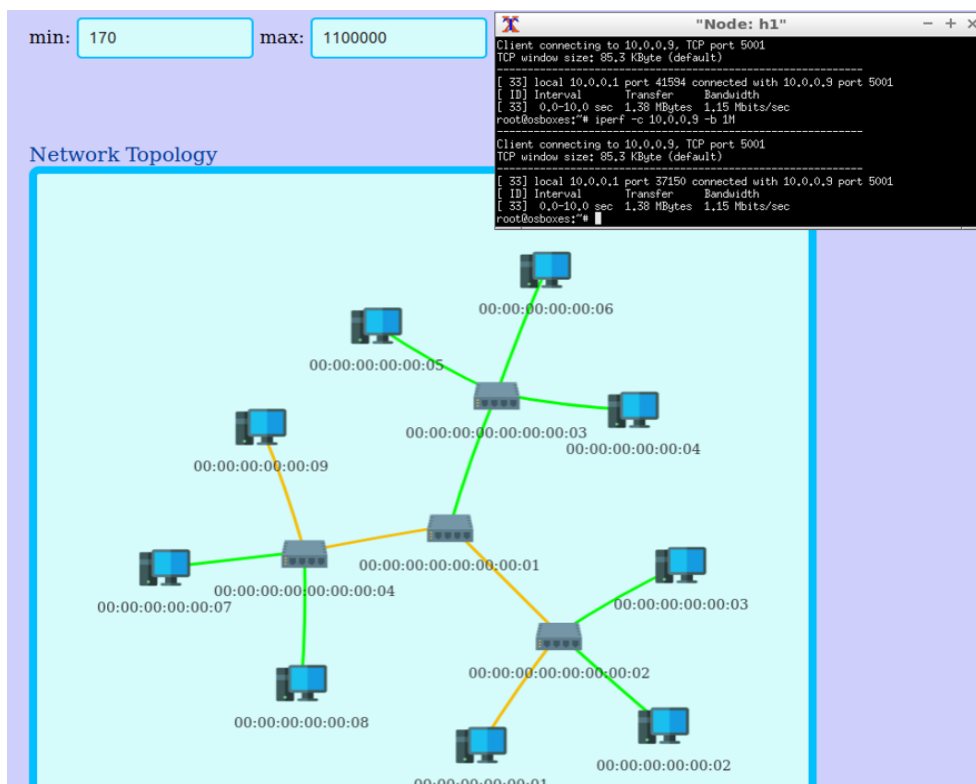 min: 170 max: 1100000
"Node: h1"
Client connecting to 10.0.0.9, TCP port 5001
TCP window size: 85.3 KByte (default)
------------------------------------------------------------
[ 33] local 10.0.0.1 port 41594 connected with 10.0.0.9 port 5001
[ ID] Interval Transfer Bandwidth
[ 33] 0.0-10.0 sec 1.38 MBytes 1.15 Mbits/sec
root@osboxes:~# iperf -c 10.0.0.9 -b 1M
------------------------------------------------------------
Client connecting to 10.0.0.9, TCP port 5001
TCP window size: 85.3 KByte (default)
------------------------------------------------------------
[ 33] local 10.0.0.1 port 37150 connected with 10.0.0.9 port 5001
[ ID] Interval Transfer Bandwidth
[ 33] 0.0-10.0 sec 1.38 MBytes 1.15 Mbits/sec
root@osboxes:~#
Network Topology
00:00:00:00:00:06
00:00:00:00:00:05
00:00:00:00:00:00:00:03
00:00:00:00:00:04
00:00:00:00:00:09
00:00:00:00:00:00:00:01
00:00:00:00:00:00:00:04
00:00:00:00:00:03
00:00:00:00:00:07
00:00:00:00:00:00:00:02
00:00:00:00:00:08
00:00:00:00:00:02
00:00:00:00:00:01